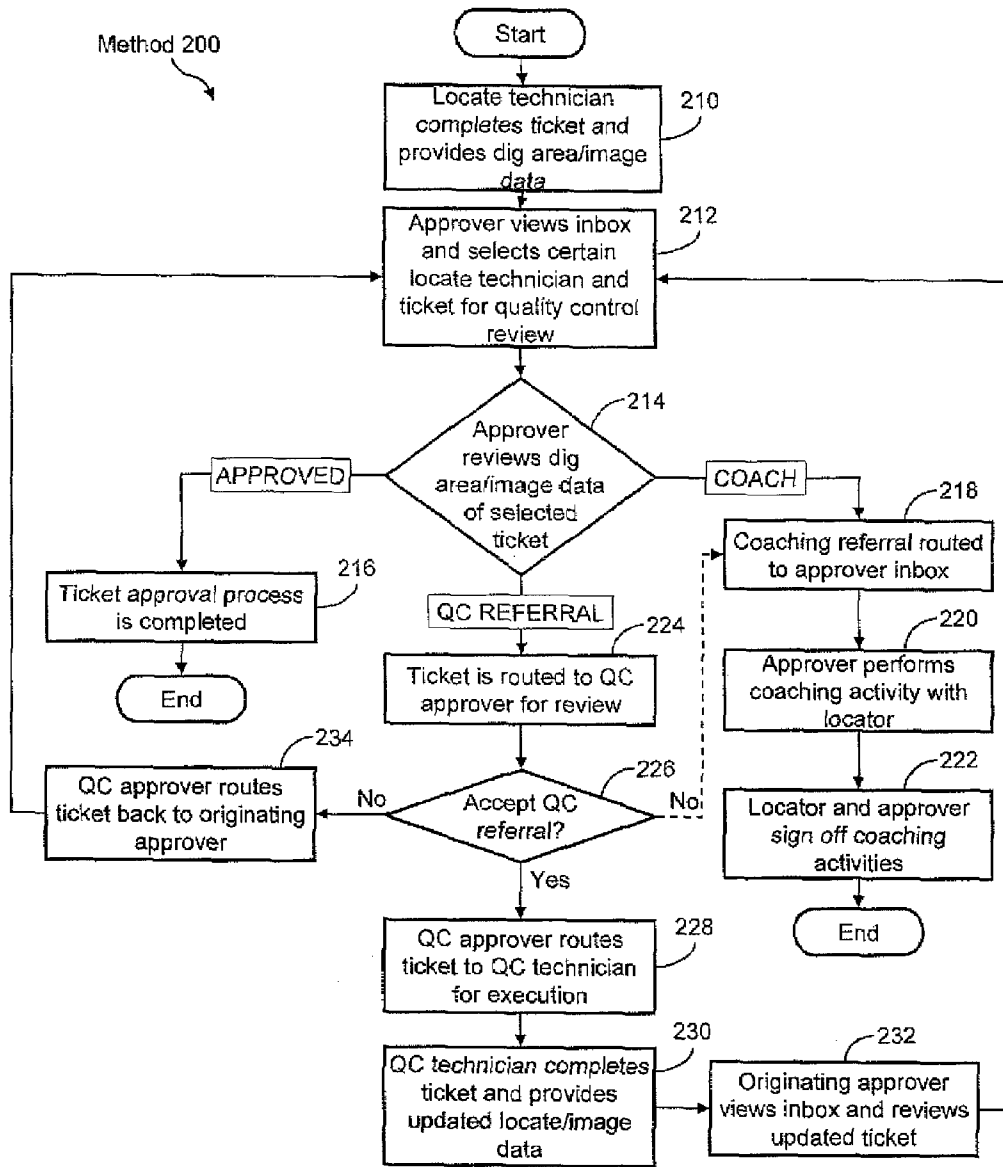 Start
Method 200
210
Locate technician
completes ticket and
provides dig area/image
data
212
Approver views inbox
and selects certain
locate technician and
ticket for quality control
review
214
Approver
reviews dig
area/image data
of selected
ticket
APPROVED
COACH
QC REFERRAL
216
Ticket approval process
is completed
End
218
Coaching referral routed
to approver inbox
220
Approver performs
coaching activity with
locator
222
Locator and approver
sign off coaching
activities
End
224
Ticket is routed to QC
approver for review
226
Accept QC
referral?
No
No
Yes
234
QC approver routes
ticket back to originating
approver
228
QC approver routes
ticket to QC technician
for execution
230
QC technician completes
ticket and provides
updated locate/image
data
232
Originating approver
views inbox and reviews
updated ticket